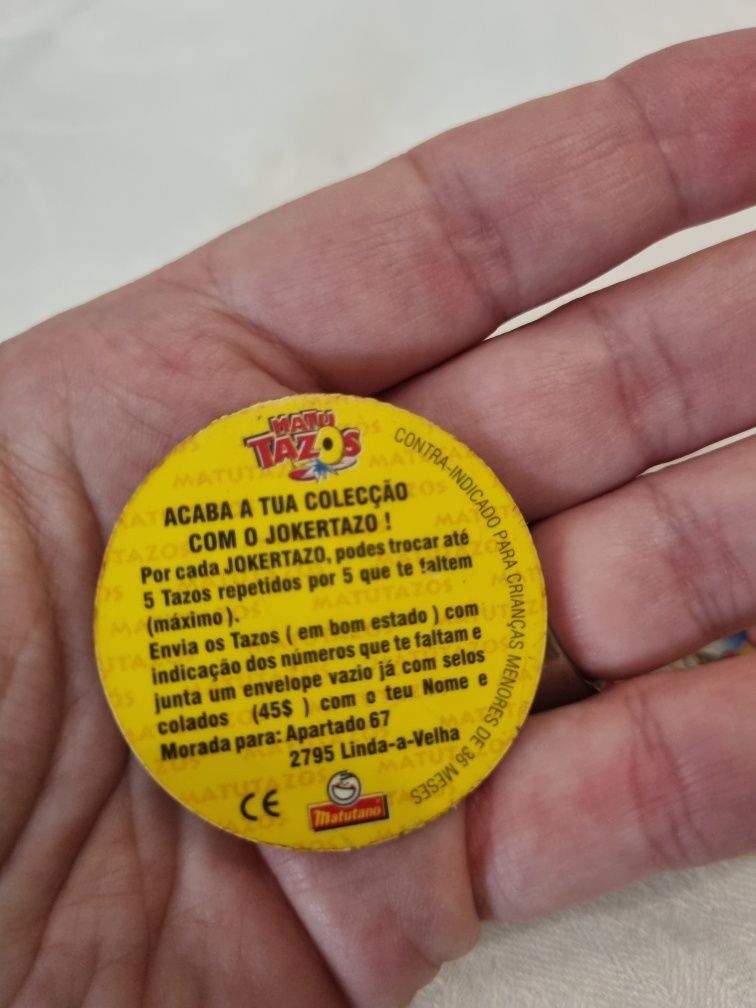 MATU
TAZOS
ACABA A TUA COLECÇÃO
COM O JOKERTAZO !
Por cada JOKERTAZO, podes trocar até
5 Tazos repetidos por 5 que te faltem
(máximo).
Envia os Tazos ( em bom estado ) com
indicação dos números que te faltam e
junta um envelope vazio já com selos
colados (45$ ) com o teu Nome e
Morada para: Apartado 67
2795 Linda-a-Velha
CONTRA-INDICADO PARA CRIANÇAS MENORES DE 36 MESES
CE
Matutano